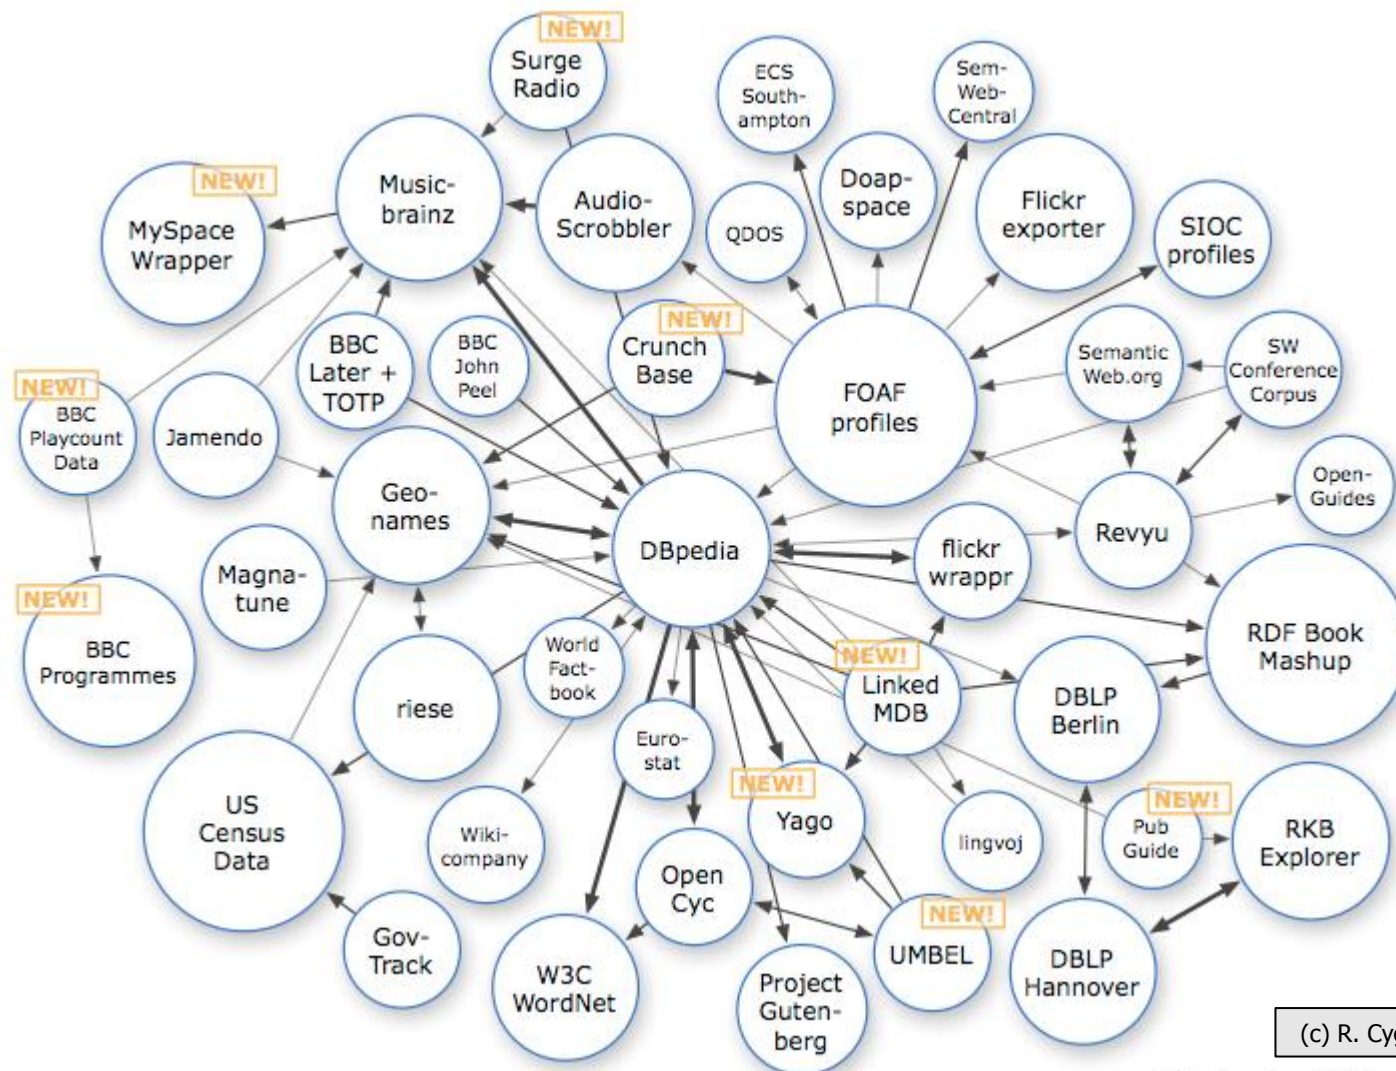 NEW!
Surge
Radio
ECS
South-
ampton
Sem-
Web-
Central
NEW!
MySpace
Wrapper
Music-
brainz
Audio-
Scrobbler
QDOS
Doap-
space
Flickr
exporter
SIOC
profiles
NEW!
BBC
Playcount
Data
Jamendo
BBC
Later +
TOTP
BBC
John
Peel
NEW!
Crunch
Base
FOAF
profiles
Semantic
Web.org
SW
Conference
Corpus
Geo-
names
DBpedia
flickr
wrappr
Revyu
Open-
Guides
NEW!
BBC
Programmes
Magna-
tune
riese
World
Fact-
book
NEW!
Linked
MDB
DBLP
Berlin
RDF Book
Mashup
US
Census
Data
Wiki-
company
Euro-
stat
NEW!
Yago
lingvoj
NEW!
Pub
Guide
RKB
Explorer
Gov-
Track
W3C
WordNet
Open
Cyc
Project
Guten-
berg
NEW!
UMBEL
DBLP
Hannover
(c) R. Cyg